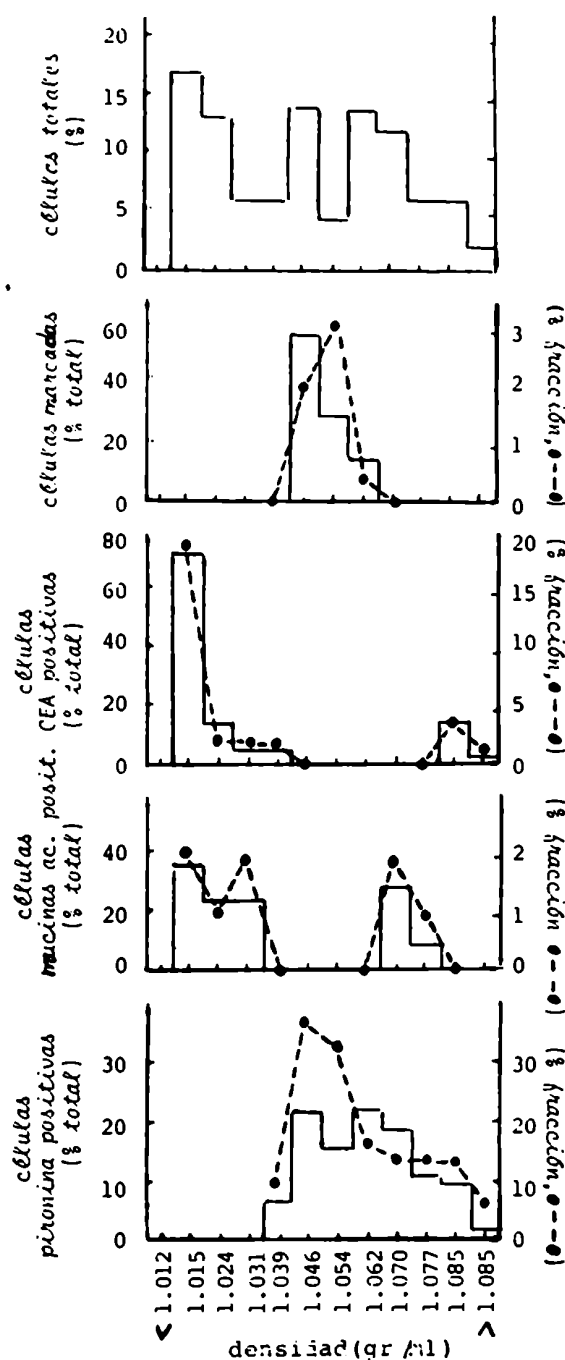 20
15
10
5
0
células totales
(%)
60
40
20
0
3
2
1
0
células marcadas
(% total)
(% fracción, •--•)
80
60
40
20
0
20
15
10
5
0
células
CEA positivas
(% total)
(% fracción, •--•)
40
20
0
2
1
0
células
mucinas ac. posit.
(% total)
(% fracción •--•)
30
20
10
0
30
20
10
0
células
pironina positivas
(% total)
(% fracción, •--•)
< 1.012
1.015
1.024
1.031
1.039
1.046
1.054
1.062
1.070
1.077
1.085
> 1.085
densidad (gr/ml)